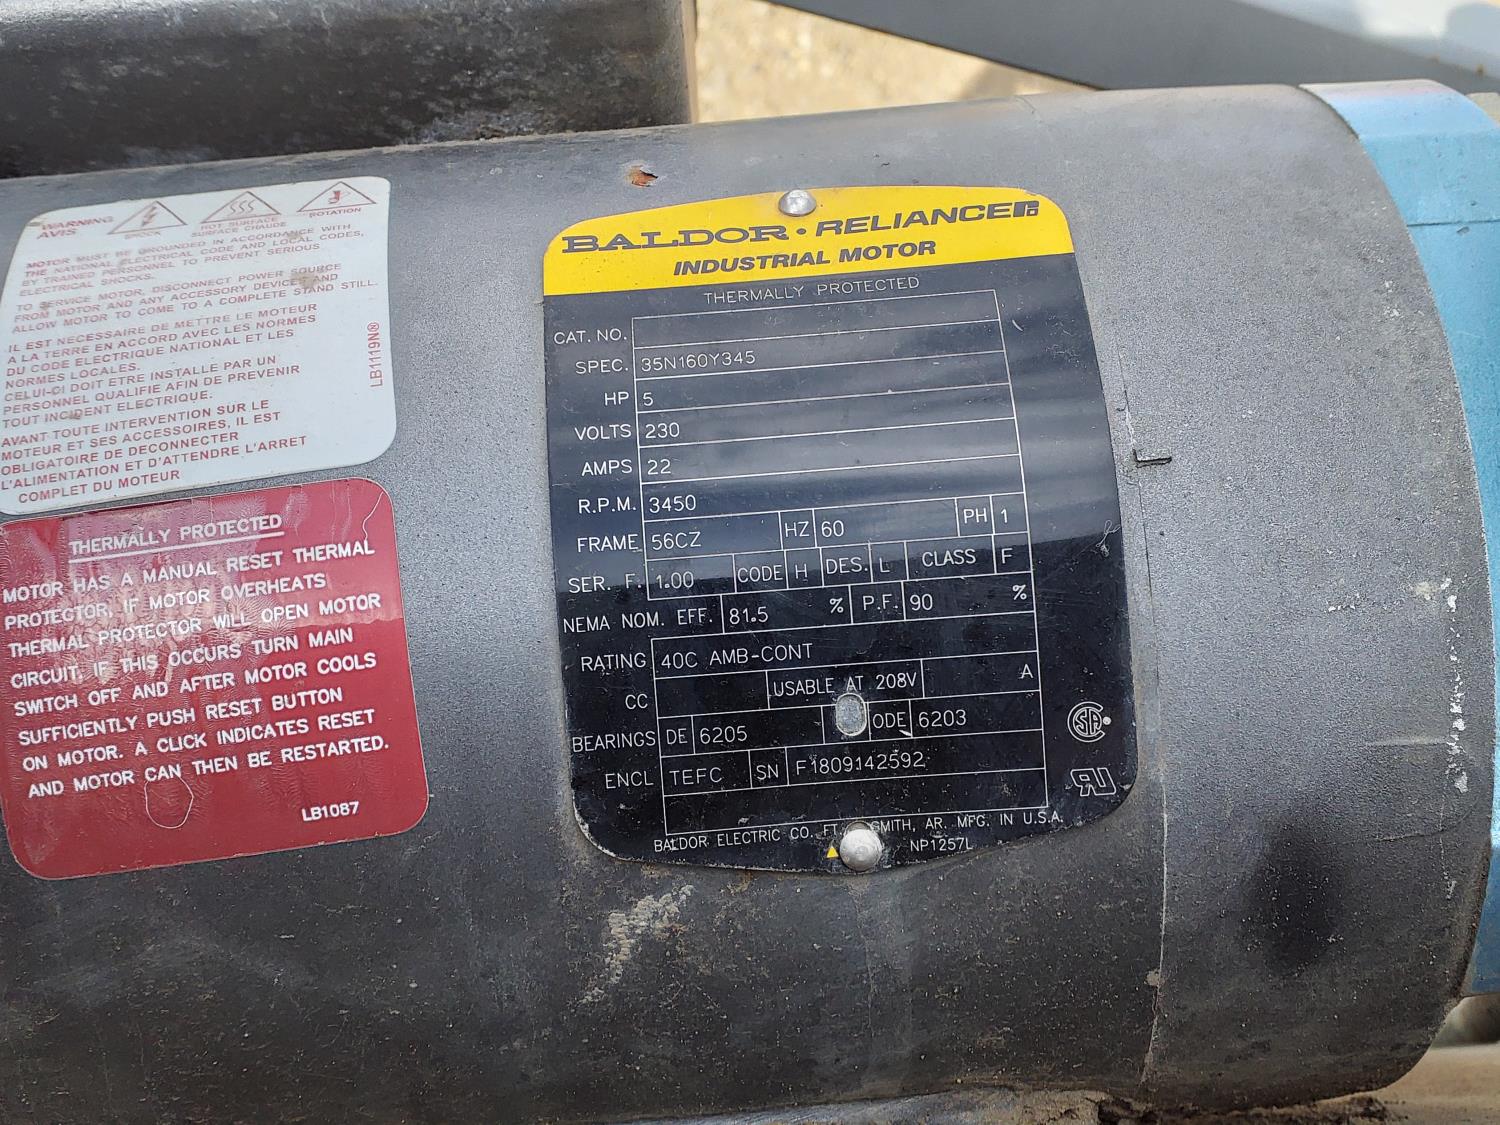 WARNING
AVIS
SHOCK
HOT SURFACE
SURFACE CHAUDE
ROTATION
MOTOR MUST BE GROUNDED IN ACCORDANCE WITH
THE NATIONAL ELECTRICAL CODE AND LOCAL CODES,
BY TRAINED PERSONNEL TO PREVENT SERIOUS
ELECTRICAL SHOCKS.
TO SERVICE MOTOR, DISCONNECT POWER SOURCE
FROM MOTOR AND ANY ACCESSORY DEVICES AND
ALLOW MOTOR TO COME TO A COMPLETE STAND STILL.
IL EST NECESSAIRE DE METTRE LE MOTEUR
A LA TERRE EN ACCORD AVEC LES NORMES
DU CODE ELECTRIQUE NATIONAL ET LES
NORMES LOCALES.
CELUI-CI DOIT ETRE INSTALLE PAR UN
PERSONNEL QUALIFIE AFIN DE PREVENIR
TOUT INCIDENT ELECTRIQUE.
AVANT TOUTE INTERVENTION SUR LE
MOTEUR ET SES ACCESSOIRES, IL EST
OBLIGATOIRE DE DECONNECTER
L'ALIMENTATION ET D'ATTENDRE L'ARRET
COMPLET DU MOTEUR
LB1119N®
THERMALLY PROTECTED
MOTOR HAS A MANUAL RESET THERMAL
PROTECTOR, IF MOTOR OVERHEATS
THERMAL PROTECTOR WILL OPEN MOTOR
CIRCUIT. IF THIS OCCURS TURN MAIN
SWITCH OFF AND AFTER MOTOR COOLS
SUFFICIENTLY PUSH RESET BUTTON
ON MOTOR. A CLICK INDICATES RESET
AND MOTOR CAN THEN BE RESTARTED.
LB1087
BALDOR • RELIANCE
INDUSTRIAL MOTOR
THERMALLY PROTECTED
CAT. NO.
SPEC. 35N160Y345
HP 5
VOLTS 230
AMPS 22
R.P.M. 3450
FRAME 56CZ HZ 60 PH 1
SER. F. 1.00 CODE H DES. L CLASS F
NEMA NOM. EFF. 81.5 % P.F. 90 %
RATING 40C AMB-CONT
CC USABLE AT 208V A
BEARINGS DE 6205 ODE 6203
ENCL TEFC SN F1809142592
BALDOR ELECTRIC CO. FT. SMITH, AR. MFG. IN U.S.A.
NP1257L